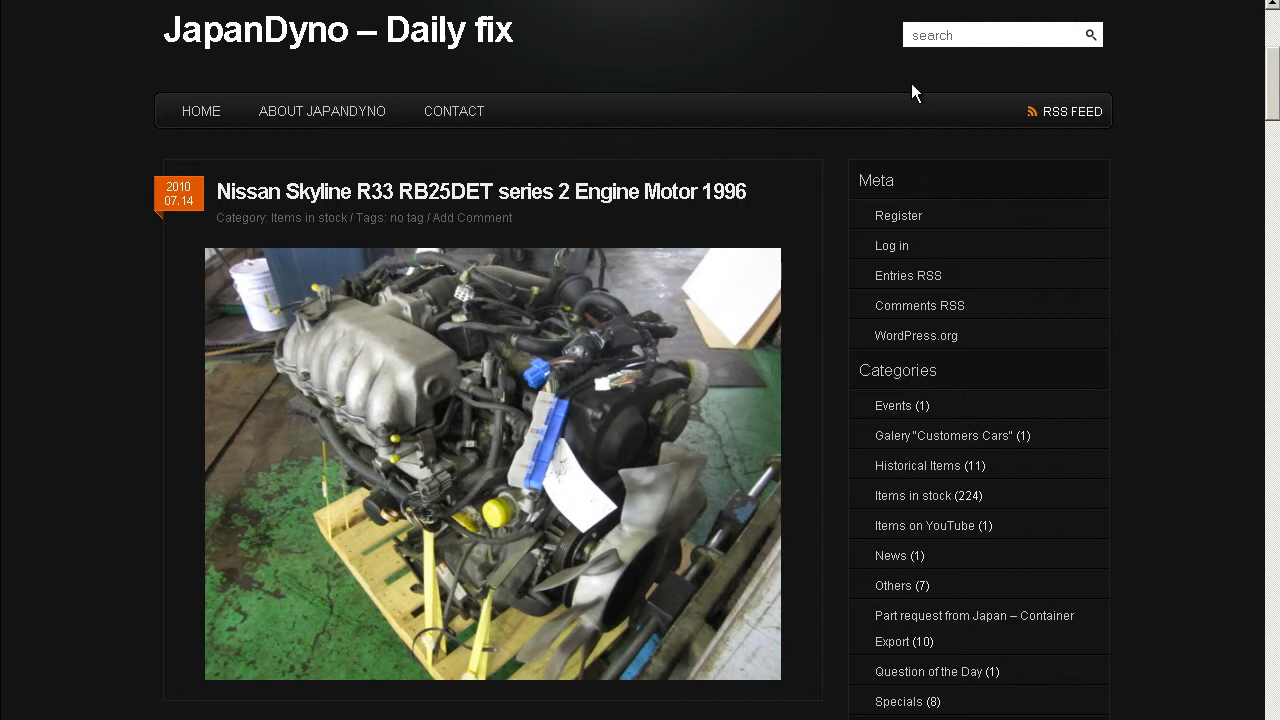 JapanDyno – Daily fix
search
HOME
ABOUT JAPANDYNO
CONTACT
RSS FEED
2010
07.14
Nissan Skyline R33 RB25DET series 2 Engine Motor 1996
Category: Items in stock / Tags: no tag / Add Comment
Meta
Register
Log in
Entries RSS
Comments RSS
WordPress.org
Categories
Events (1)
Galery "Customers Cars" (1)
Historical Items (11)
Items in stock (224)
Items on YouTube (1)
News (1)
Others (7)
Part request from Japan – Container
Export (10)
Question of the Day (1)
Specials (8)